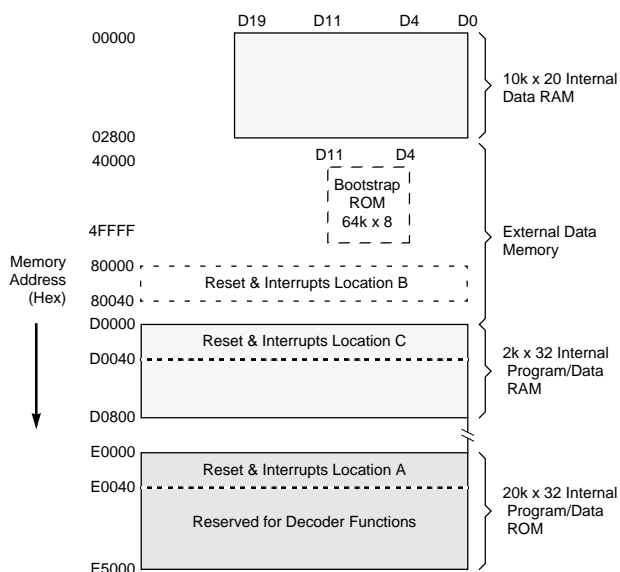 D19 D11 D4 D0
00000
10k x 20 Internal
Data RAM
02800
40000
D11 D4
Bootstrap
ROM
64k x 8
4FFFF
External Data
Memory
Memory
Address
(Hex)
80000
Reset & Interrupts Location B
80040
D0000
Reset & Interrupts Location C
D0040
2k x 32 Internal
Program/Data
RAM
D0800
E0000
Reset & Interrupts Location A
E0040
20k x 32 Internal
Program/Data
ROM
Reserved for Decoder Functions
E5000